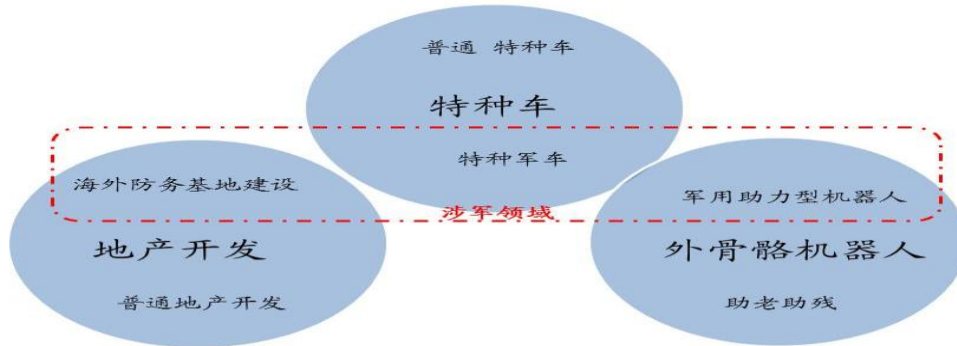 普通 特种车
特种车
特种军车
海外防务基地建设
军用助力型机器人
涉军领域
地产开发
外骨骼机器人
普通地产开发
助老助残